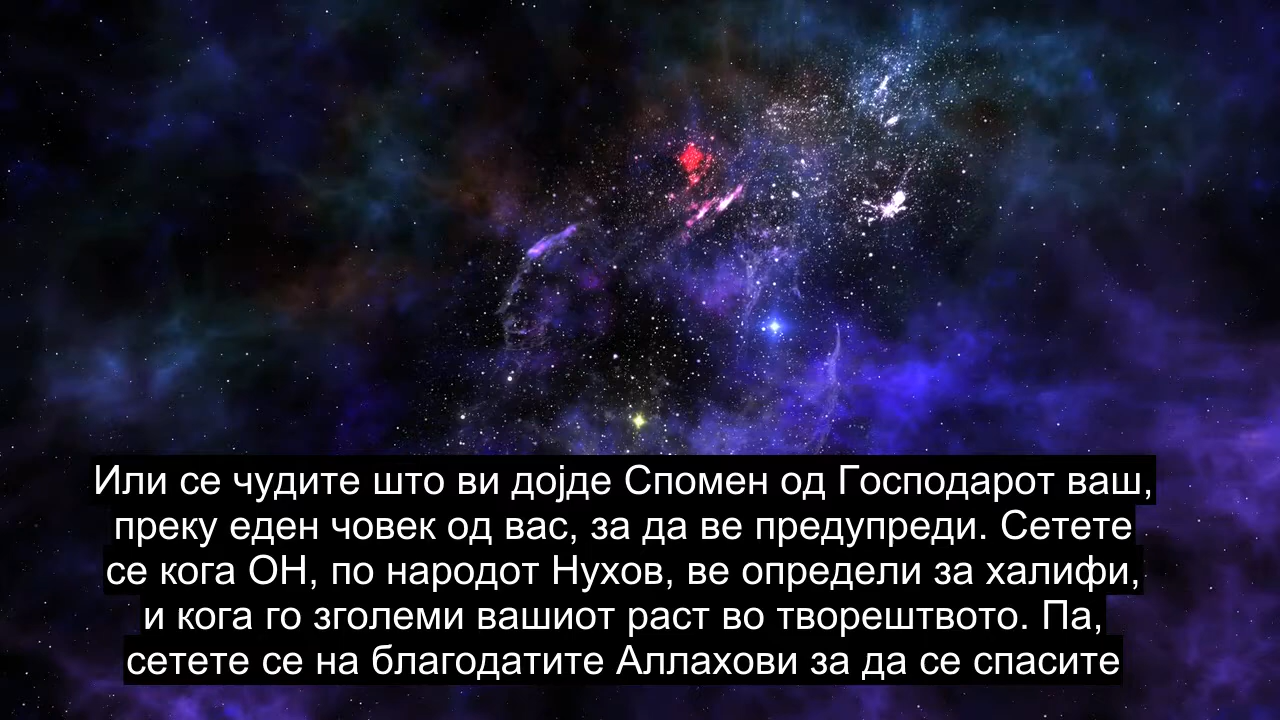 Или се чудите што ви дојде Спомен од Господарот ваш,
преку еден човек од вас, за да ве предупреди. Сетете
се кога ОН, по народот Нухов, ве определи за халифи,
и кога го зголеми вашиот раст во творештвото. Па,
сетете се на благодатите Аллахови за да се спасите